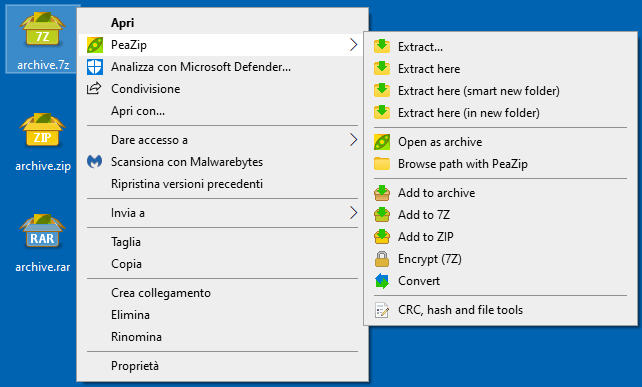 7Z
archive.7z
ZIP
archive.zip
RAR
archive.rar
Apri
PeaZip
Analizza con Microsoft Defender...
Condivisione
Apri con...
Dare accesso a
Scansiona con Malwarebytes
Ripristina versioni precedenti
Invia a
Taglia
Copia
Crea collegamento
Elimina
Rinomina
Proprietà
Extract...
Extract here
Extract here (smart new folder)
Extract here (in new folder)
Open as archive
Browse path with PeaZip
Add to archive
Add to 7Z
Add to ZIP
Encrypt (7Z)
Convert
CRC, hash and file tools